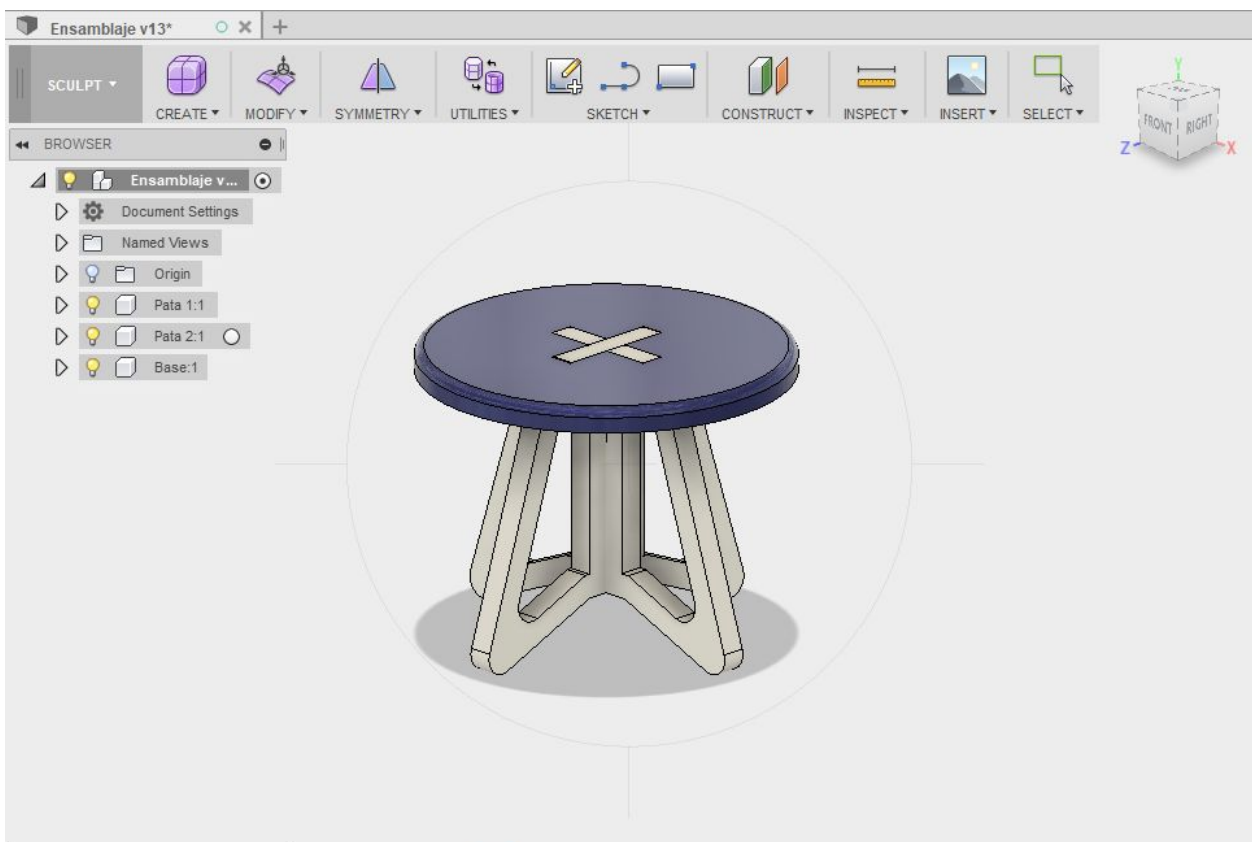 Ensamblaje v13*
SCULPT
CREATE
MODIFY
SYMMETRY
UTILITIES
SKETCH
CONSTRUCT
INSPECT
INSERT
SELECT
Y
FRONT
RIGHT
Z
X
BROWSER
Ensamblaje v...
Document Settings
Named Views
Origin
Pata 1:1
Pata 2:1
Base:1